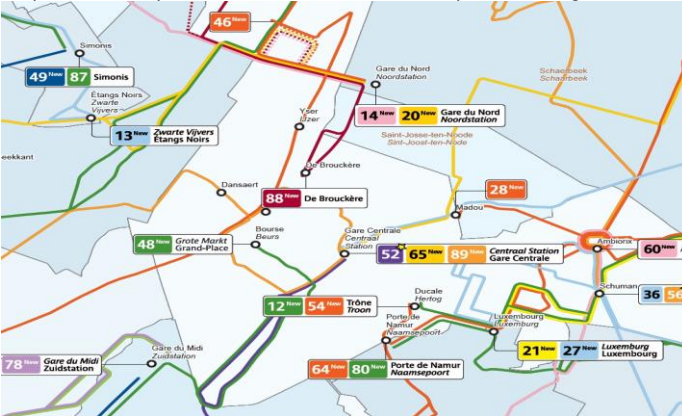 46 New
Simonis
49 New 87 Simonis
Gare du Nord
Noordstation
Schaerbeek
Schaarbeek
Étangs Noirs
Zwarte
Vijvers
Yser
IJzer
14 New 20 New Gare du Nord
Noordstation
13 New Zwarte Vijvers
Étangs Noirs
Saint-Josse-ten-Noode
Sint-Joost-ten-Node
eekkant
De Brouckère
Dansaert
88 New De Brouckère
28 New
Madou
Bourse
Beurs
Gare Centrale
Centraal
Station
48 New Grote Markt
Grand-Place
52 65 New 89 New Centraal Station
Gare Centrale
Ambiorix
60 New
Schuman
36 56
Ducale
Hertog
12 New 54 New Trône
Troon
Porte de
Namur
Naamsepoort
Luxembourg
Luxemburg
21 New 27 New Luxemburg
Luxembourg
Gare du Midi
Zuidstation
78 New Gare du Midi
Zuidstation
64 New 80 New Porte de Namur
Naamsepoort